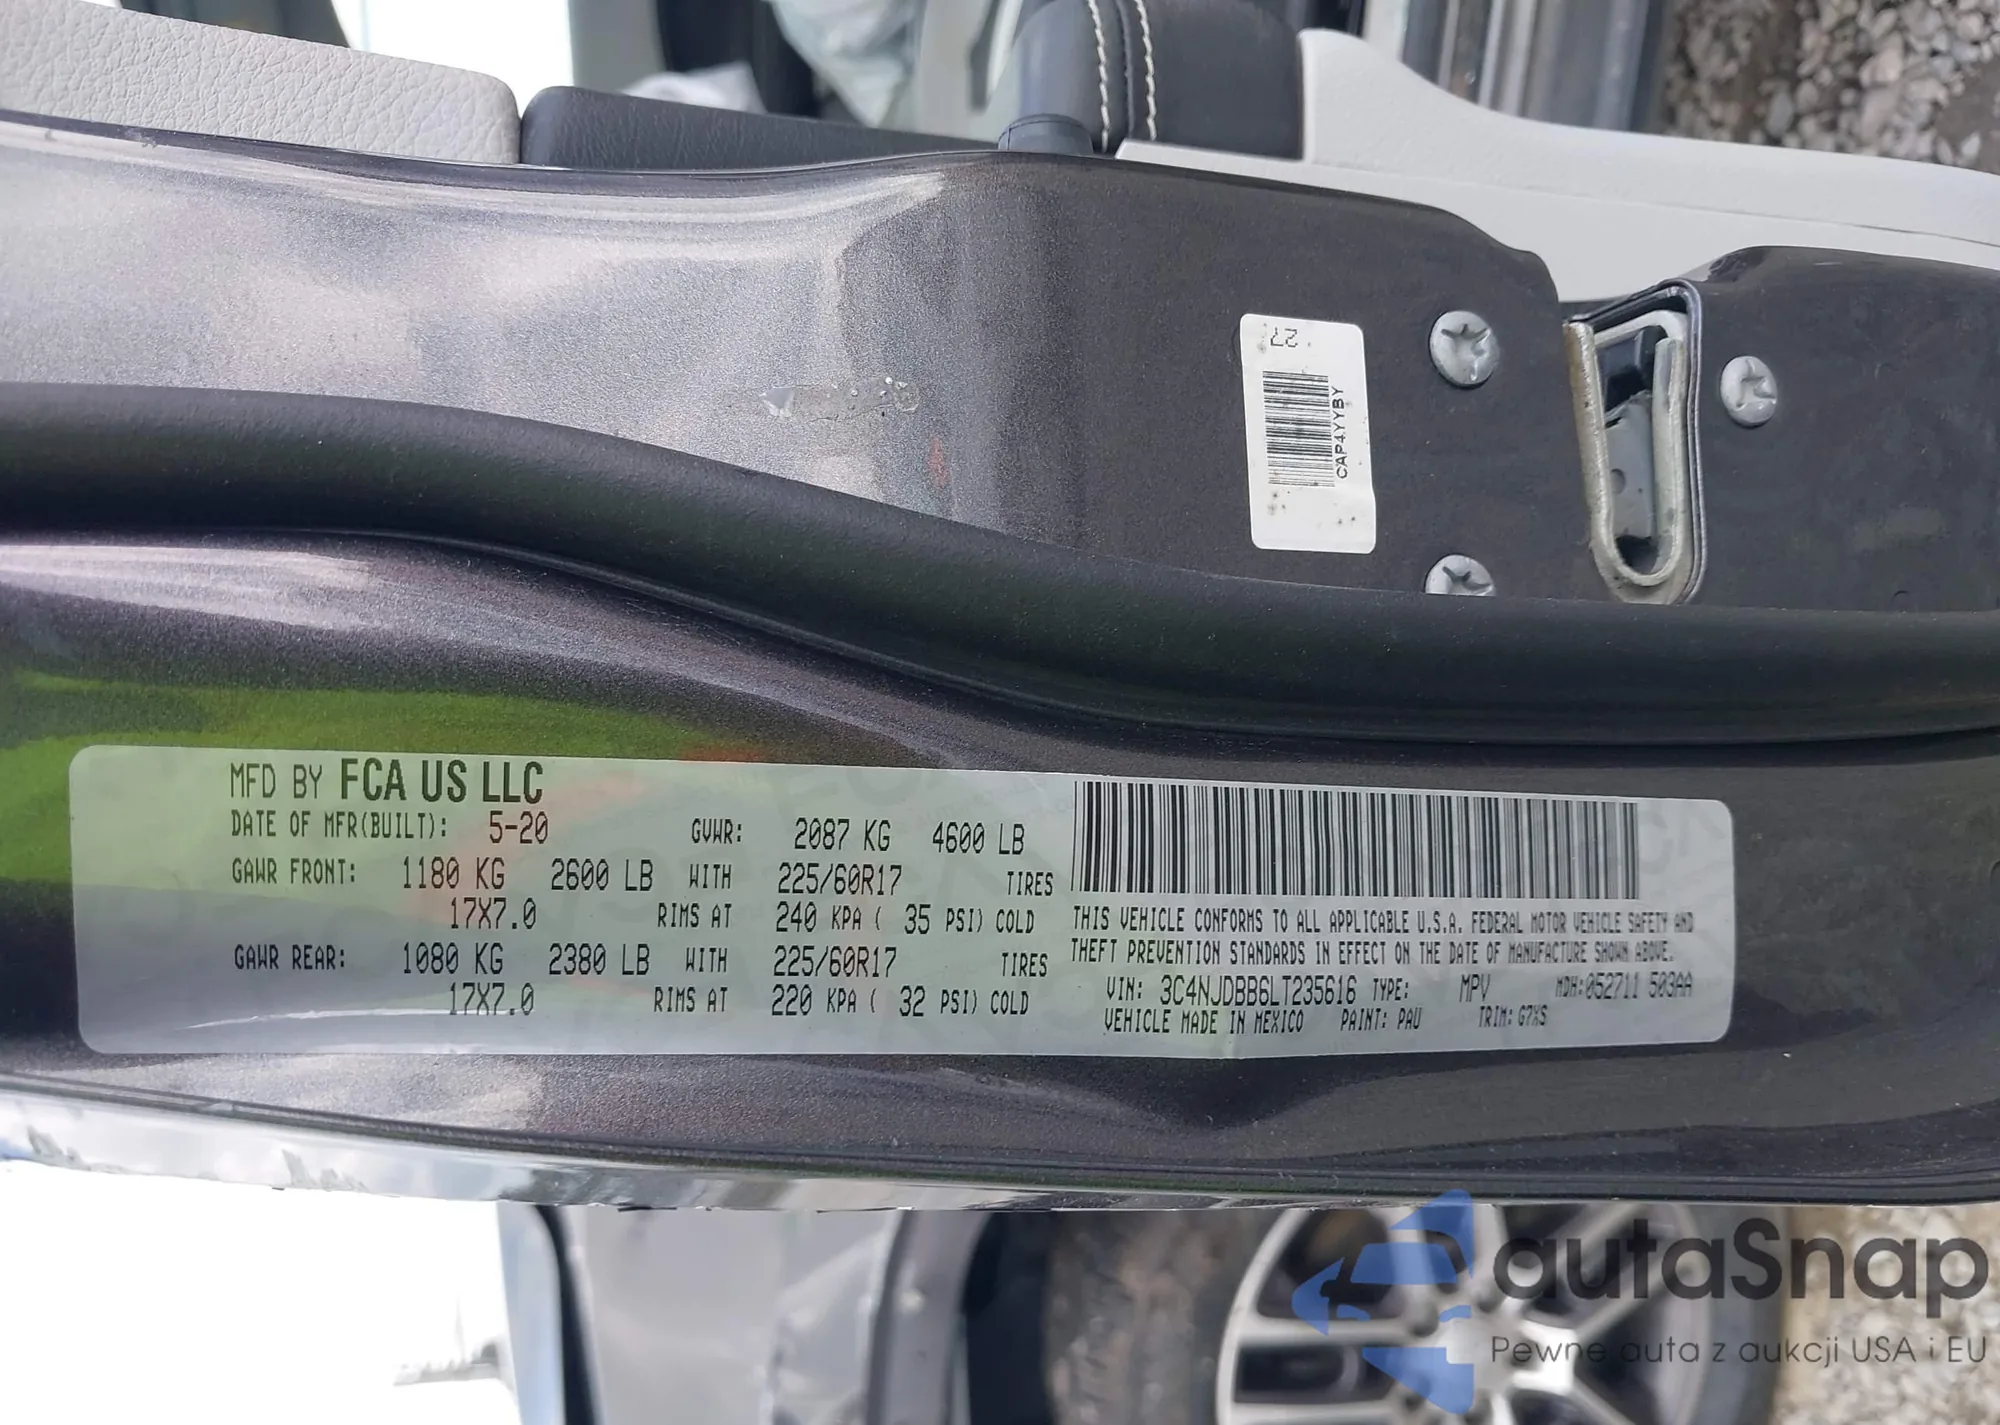 27
CAP4YYBY
MFD BY FCA US LLC
DATE OF MFR(BUILT): 5-20 GVWR: 2087 KG 4600 LB
GAWR FRONT: 1180 KG 2600 LB WITH 225/60R17 TIRES
17X7.0 RIMS AT 240 KPA ( 35 PSI) COLD
GAWR REAR: 1080 KG 2380 LB WITH 225/60R17 TIRES
17X7.0 RIMS AT 220 KPA ( 32 PSI) COLD
THIS VEHICLE CONFORMS TO ALL APPLICABLE U.S.A. FEDERAL MOTOR VEHICLE SAFETY AND
THEFT PREVENTION STANDARDS IN EFFECT ON THE DATE OF MANUFACTURE SHOWN ABOVE.
VIN: 3C4NJDBB6LT235616 TYPE: MPV MDH:052711 503AA
VEHICLE MADE IN MEXICO PAINT: PAU TRIM: G7XS
autaSnap
Pewne auta z aukcji USA i EU